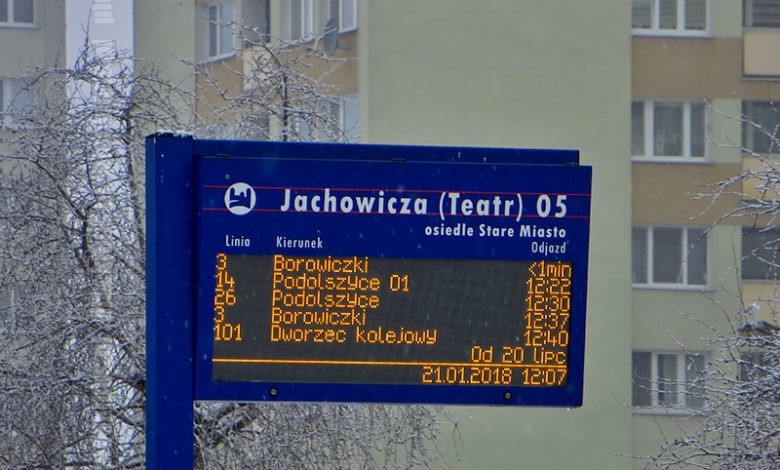 Jachowicza (Teatr) 05
osiedle Stare Miasto
Linia Kierunek Odjazd
3 Borowiczki <1min
14 Podolszyce 01 12:22
26 Podolszyce 12:30
3 Borowiczki 12:37
101 Dworzec kolejowy 12:40
Od 20 lipc
21.01.2018 12:07